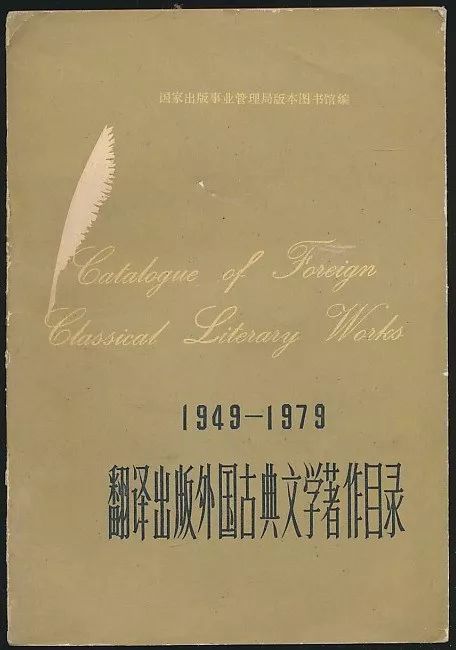 国家出版事业管理局版本图书馆编
Catalogue of Foreign
Classical Literary Works
1949—1979
翻译出版外国古典文学著作目录